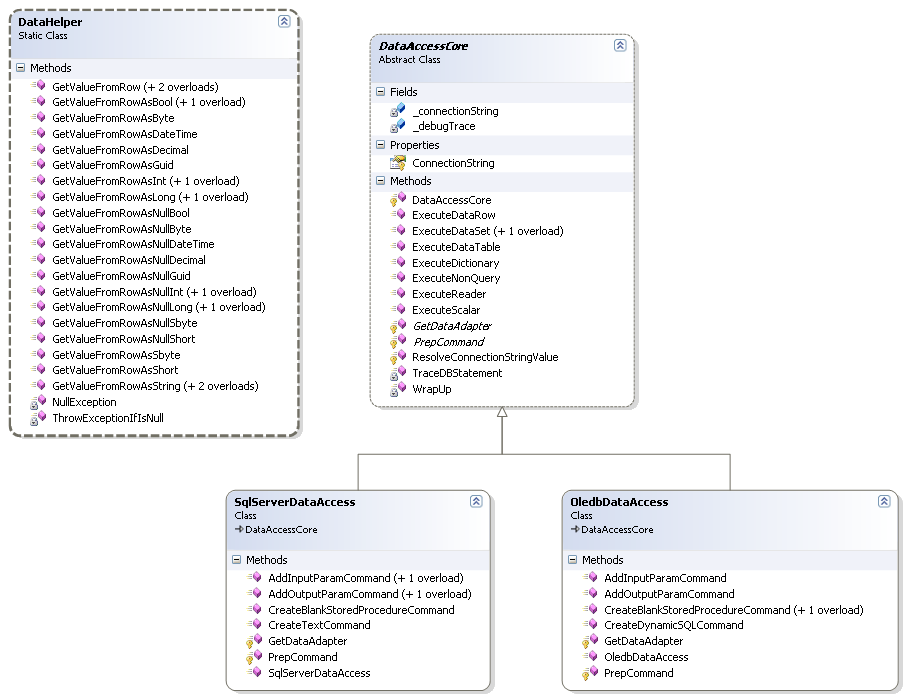 DataHelper
Static Class
Methods
GetValueFromRow (+ 2 overloads)
GetValueFromRowAsBool (+ 1 overload)
GetValueFromRowAsByte
GetValueFromRowAsDateTime
GetValueFromRowAsDecimal
GetValueFromRowAsGuid
GetValueFromRowAsInt (+ 1 overload)
GetValueFromRowAsLong (+ 1 overload)
GetValueFromRowAsNullBool
GetValueFromRowAsNullByte
GetValueFromRowAsNullDateTime
GetValueFromRowAsNullDecimal
GetValueFromRowAsNullGuid
GetValueFromRowAsNullInt (+ 1 overload)
GetValueFromRowAsNullLong (+ 1 overload)
GetValueFromRowAsNullSbyte
GetValueFromRowAsNullShort
GetValueFromRowAsSbyte
GetValueFromRowAsShort
GetValueFromRowAsString (+ 2 overloads)
NullException
ThrowExceptionIfIsNull
DataAccessCore
Abstract Class
Fields
_connectionString
_debugTrace
Properties
ConnectionString
Methods
DataAccessCore
ExecuteDataRow
ExecuteDataSet (+ 1 overload)
ExecuteDataTable
ExecuteDictionary
ExecuteNonQuery
ExecuteReader
ExecuteScalar
GetDataAdapter
PrepCommand
ResolveConnectionStringValue
TraceDBStatement
WrapUp
SqlServerDataAccess
Class
DataAccessCore
Methods
AddInputParamCommand (+ 1 overload)
AddOutputParamCommand (+ 1 overload)
CreateBlankStoredProcedureCommand
CreateTextCommand
GetDataAdapter
PrepCommand
SqlServerDataAccess
OledbDataAccess
Class
DataAccessCore
Methods
AddInputParamCommand
AddOutputParamCommand
CreateBlankStoredProcedureCommand (+ 1 overload)
CreateDynamicSQLCommand
GetDataAdapter
OledbDataAccess
PrepCommand